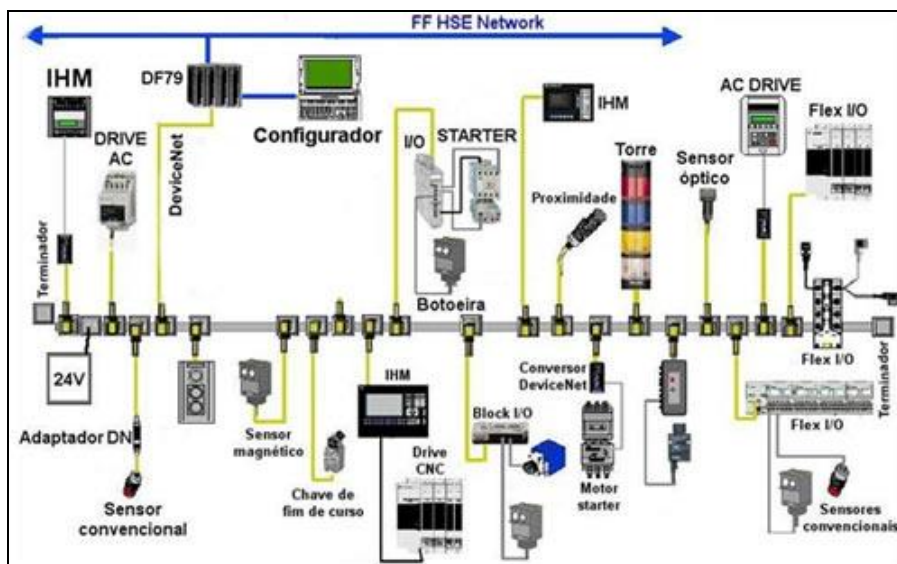 FF HSE Network
IHM
DF79
DRIVE
AC
DeviceNet
Configurador
I/O
STARTER
Botoeira
IHM
Proximidade
Torre
Sensor
óptico
AC DRIVE
Flex I/O
Terminador
24V
Adaptador DN
Sensor
convencional
Sensor
magnético
Chave de
fim de curso
IHM
Drive
CNC
Block I/O
Conversor
DeviceNet
Motor
starter
Flex I/O
Flex I/O
Sensores
convencionais
Terminador